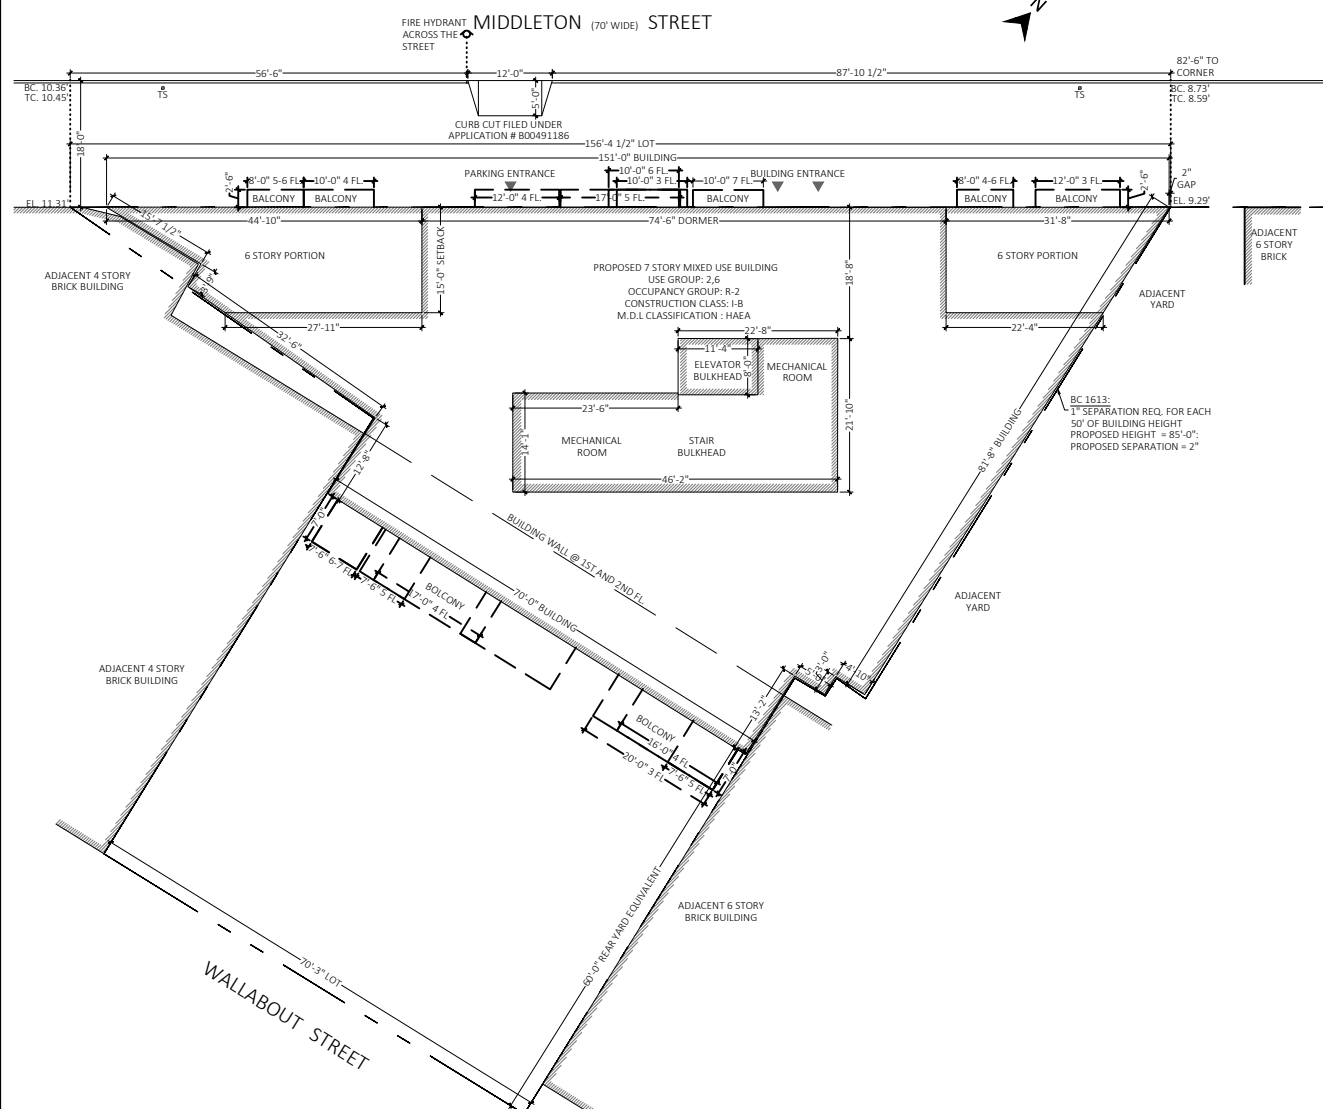 FIRE HYDRANT
ACROSS THE
STREET
MIDDLETON (70' WIDE) STREET
N
56'-6"
12'-0"
87'-10 1/2"
82'-6" TO
CORNER
BC. 10.36'
TC. 10.45'
TS
5'-0"
TS
BC. 8.73'
TC. 8.59'
CURB CUT FILED UNDER
APPLICATION # B00491186
18'-0"
156'-4 1/2" LOT
151'-0" BUILDING
PARKING ENTRANCE
10'-0" 6 FL.
BUILDING ENTRANCE
2'-6"
8'-0" 5-6 FL.
10'-0" 4 FL.
10'-0" 3 FL.
10'-0" 7 FL.
8'-0" 4-6 FL.
12'-0" 3 FL.
2'-6"
2"
GAP
BALCONY
BALCONY
12'-0" 4 FL.
17'-0" 5 FL.
BALCONY
BALCONY
BALCONY
EL. 11.31'
EL. 9.29'
15'-7 1/2"
44'-10"
74'-6" DORMER
31'-8"
ADJACENT
6 STORY
BRICK
6 STORY PORTION
15'-0" SETBACK
18'-8"
6 STORY PORTION
ADJACENT 4 STORY
BRICK BUILDING
PROPOSED 7 STORY MIXED USE BUILDING
USE GROUP: 2,6
OCCUPANCY GROUP: R-2
CONSTRUCTION CLASS: I-B
M.D.L CLASSIFICATION : HAEA
ADJACENT
YARD
27'-11"
22'-4"
32'-6"
22'-8"
11'-4"
ELEVATOR
BULKHEAD
8'-0"
MECHANICAL
ROOM
23'-6"
21'-10"
BC 1613:
1" SEPARATION REQ. FOR EACH
50' OF BUILDING HEIGHT
PROPOSED HEIGHT = 85'-0":
PROPOSED SEPARATION = 2"
14'-1"
MECHANICAL
ROOM
STAIR
BULKHEAD
81'-8" BUILDING
12'-8"
46'-2"
7'-0"
BUILDING WALL @ 1ST AND 2ND FL.
7'-6" 6-7 FL.
7'-6" 5 FL.
BOLCONY
17'-0" 4 FL.
70'-0" BUILDING
ADJACENT
YARD
ADJACENT 4 STORY
BRICK BUILDING
3'-0"
4'-10"
13'-2"
BOLCONY
16'-0" 4 FL.
20'-0" 3 FL.
7'-6" 5 FL.
7'-0"
ADJACENT 6 STORY
BRICK BUILDING
60'-0" REAR YARD EQUIVALENT
70'-3" LOT
WALLABOUT STREET